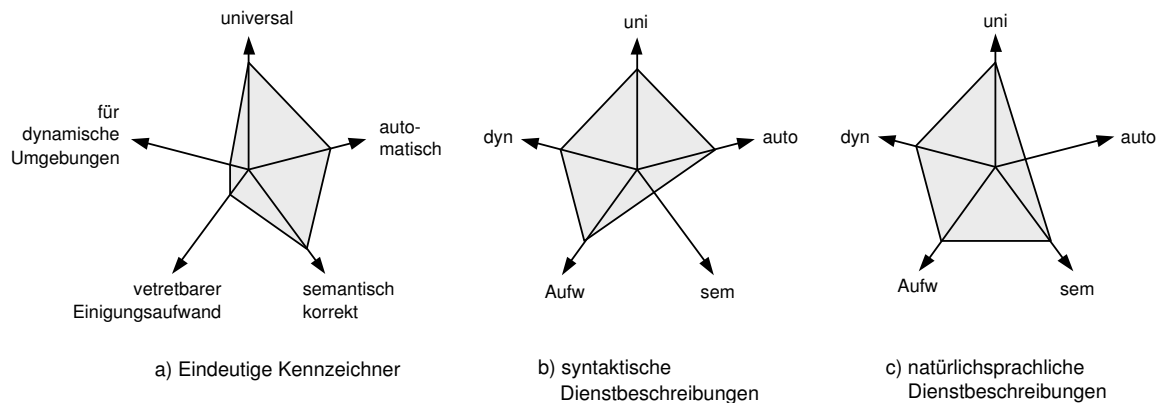 universal
für
dynamische
Umgebungen
auto-
matisch
vetretbarer
Einigungsaufwand
semantisch
korrekt
a) Eindeutige Kennzeichner
uni
dyn
auto
Aufw
sem
b) syntaktische
Dienstbeschreibungen
uni
dyn
auto
Aufw
sem
c) natürlichsprachliche
Dienstbeschreibungen